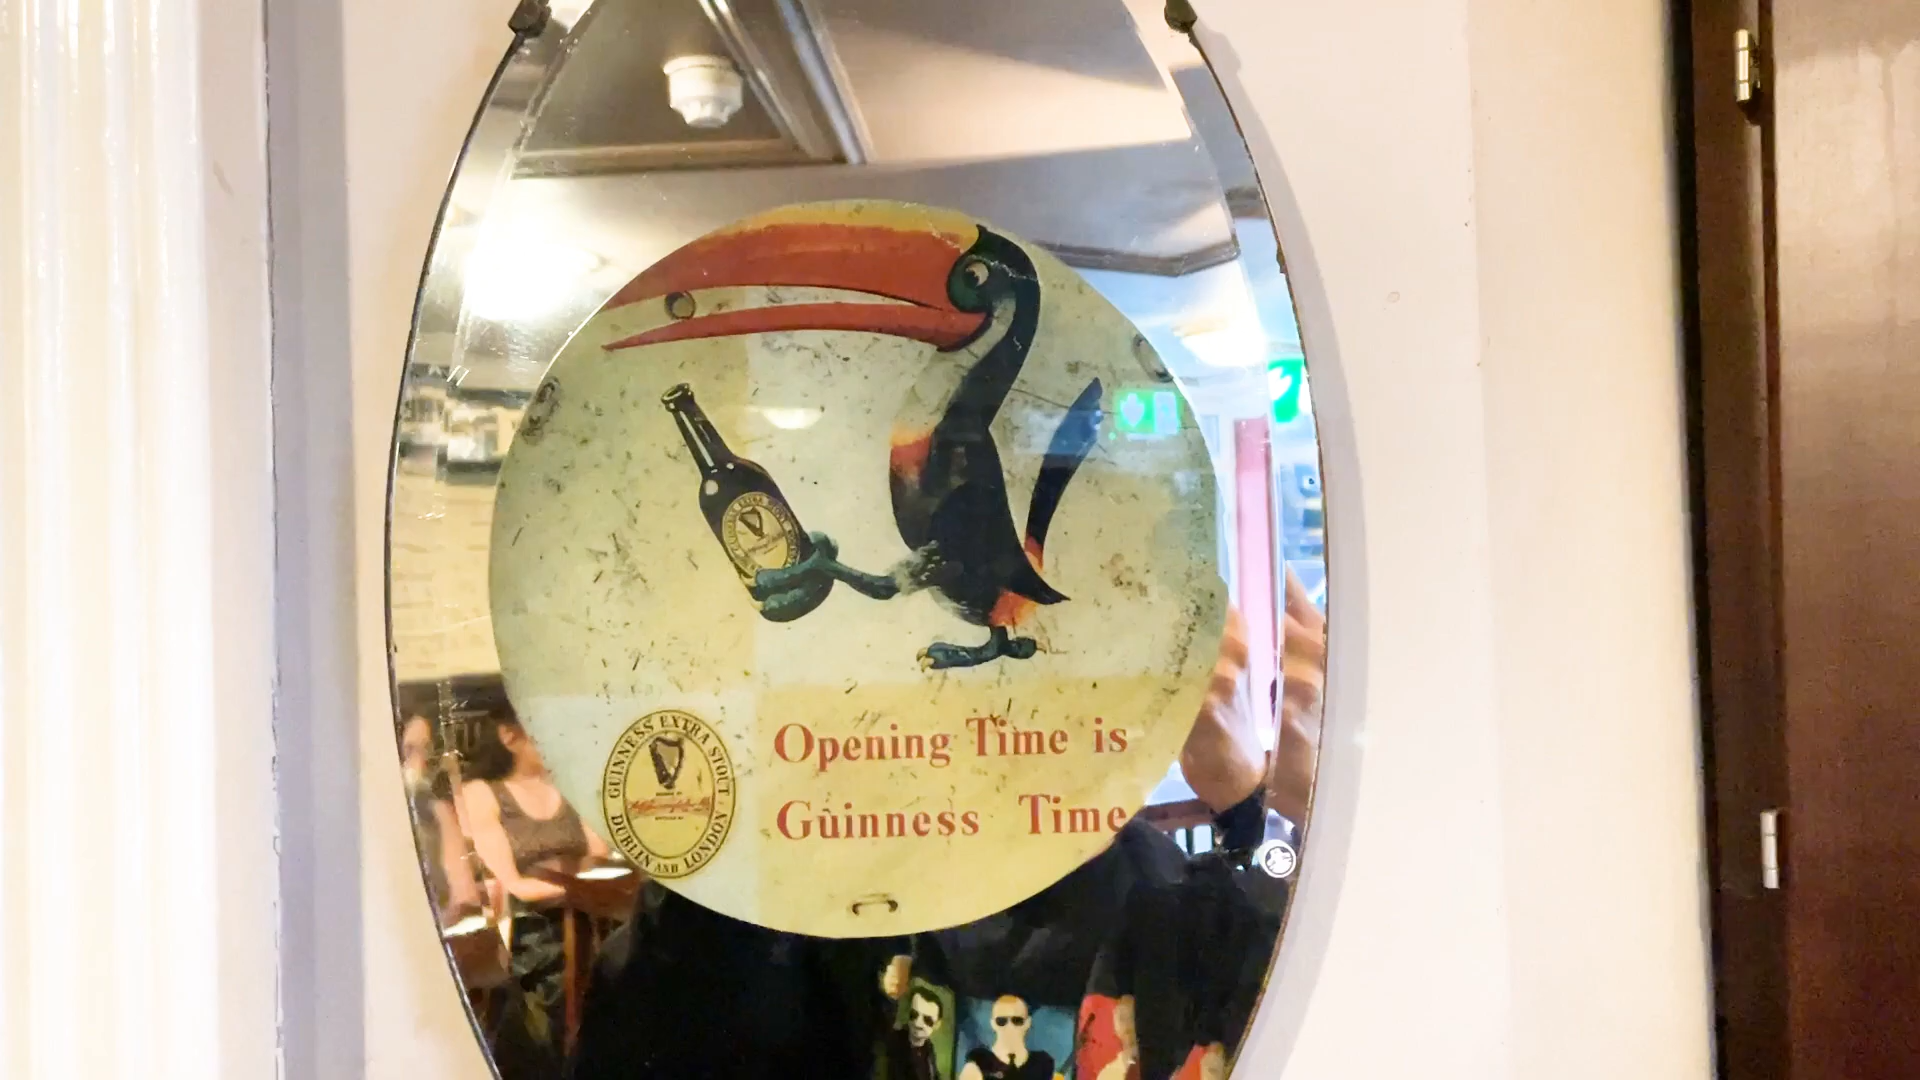 Opening Time is
Guinness Time
GUINNESS EXTRA STOUT
DUBLIN AND LONDON